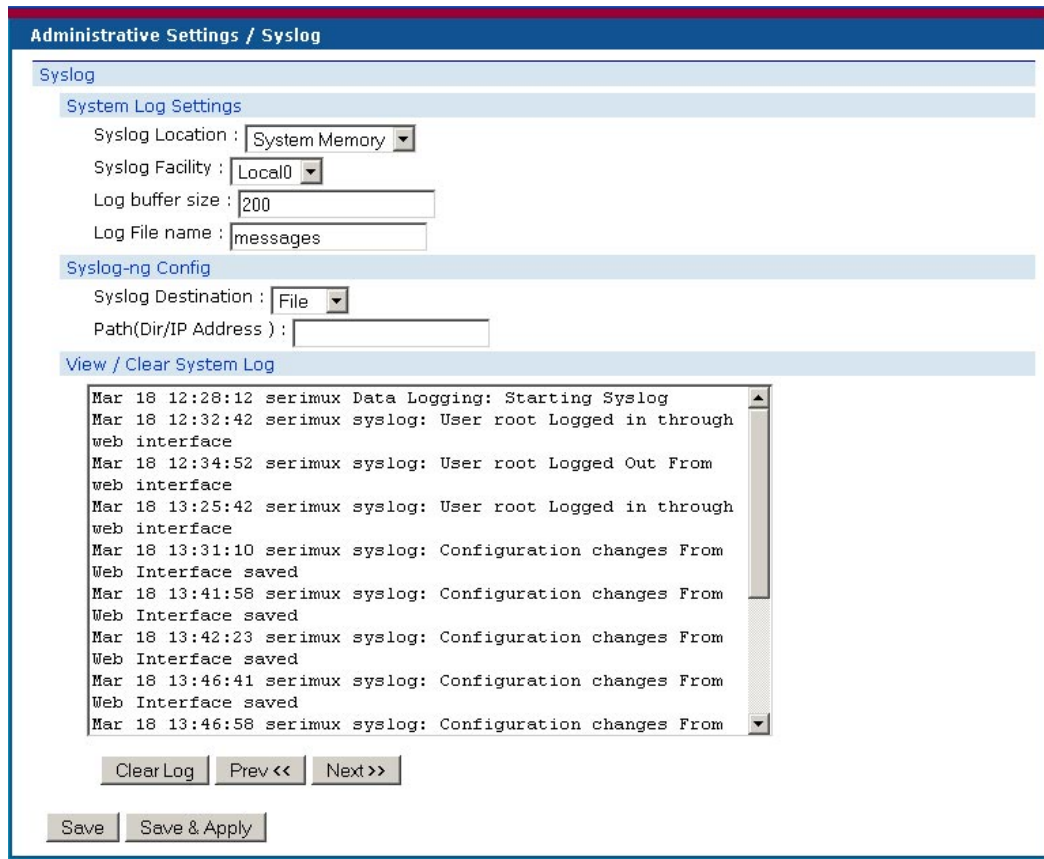 Administrative Settings / Syslog
Syslog
System Log Settings
Syslog Location : System Memory
Syslog Facility : Local0
Log buffer size : 200
Log File name : messages
Syslog-ng Config
Syslog Destination : File
Path(Dir/IP Address ) :
View / Clear System Log
Mar 18 12:28:12 serimux Data Logging: Starting Syslog
Mar 18 12:32:42 serimux syslog: User root Logged in through
web interface
Mar 18 12:34:52 serimux syslog: User root Logged Out From
web interface
Mar 18 13:25:42 serimux syslog: User root Logged in through
web interface
Mar 18 13:31:10 serimux syslog: Configuration changes From
Web Interface saved
Mar 18 13:41:58 serimux syslog: Configuration changes From
Web Interface saved
Mar 18 13:42:23 serimux syslog: Configuration changes From
Web Interface saved
Mar 18 13:46:41 serimux syslog: Configuration changes From
Web Interface saved
Mar 18 13:46:58 serimux syslog: Configuration changes From
Clear Log Prev << Next >>
Save Save & Apply